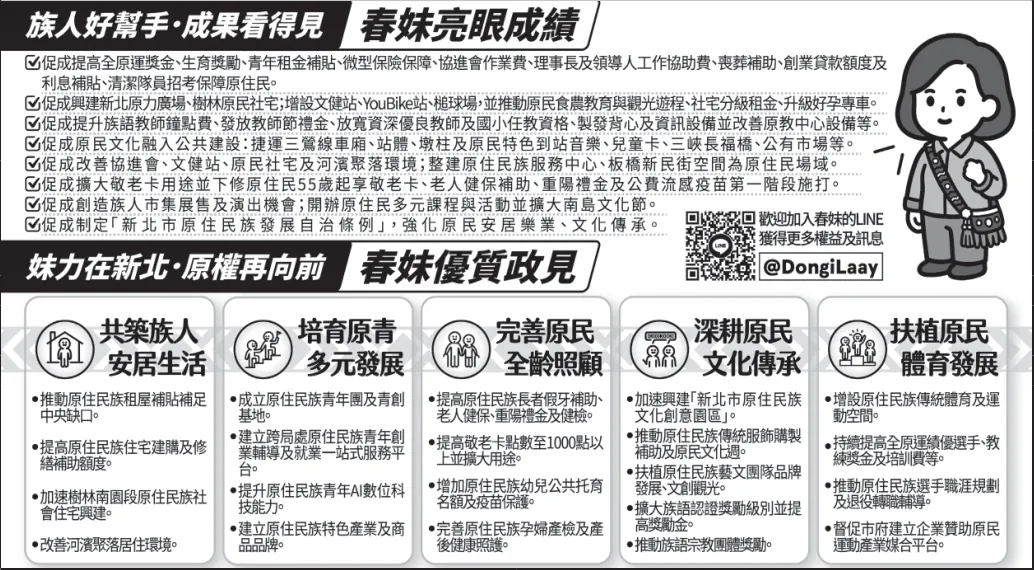 族人好幫手·成果看得見 春妹亮眼成績
促成提高全原運獎金、生育獎勵、青年租金補貼、微型保險保障、協進會作業費、理事長及領導人工作協助費、喪葬補助、創業貸款額度及
利息補貼、清潔隊員招考保障原住民。
促成興建新北原力廣場、樹林原民社宅;增設文健站、YouBike站、槌球場,並推動原民食農教育與觀光遊程、社宅分級租金、升級好孕專車。
促成提升族語教師鐘點費、發放教師節禮金、放寬資深優良教師及國小任教資格、製發背心及資訊設備並改善原教中心設備等。
促成原民文化融入公共建設:捷運三鶯線車廂、站體、墩柱及原民特色到站音樂、兒童卡、三峽長福橋、公有市場等。
促成改善協進會、文健站、原民社宅及河濱聚落環境;整建原住民族服務中心、板橋新民街空間為原住民場域。
促成擴大敬老卡用途並下修原住民55歲起享敬老卡、老人健保補助、重陽禮金及公費流感疫苗第一階段施打。
促成創造族人市集展售及演出機會;開辦原住民多元課程與活動並擴大南島文化節。
促成制定「新北市原住民族發展自治條例」,強化原民安居樂業、文化傳承。
LINE
歡迎加入春妹的LINE
獲得更多權益及訊息
@DongiLaay
妹力在新北·原權再向前 春妹優質政見
共築族人
安居生活
•推動原住民族租屋補貼補足
中央缺口。
•提高原住民族住宅建購及修
繕補助額度。
•加速樹林南園段原住民族社
會住宅興建。
•改善河濱聚落居住環境。
培育原青
多元發展
•成立原住民族青年團及青創
基地。
•建立跨局處原住民族青年創
業輔導及就業一站式服務平
台。
•提升原住民族青年AI數位科
技能力。
•建立原住民族特色產業及商
品品牌。
完善原民
全齡照顧
•提高原住民族長者假牙補助、
老人健保、重陽禮金及健檢。
•提高敬老卡點數至1000點以
上並擴大用途。
•增加原住民族幼兒公共托育
名額及疫苗保護。
•完善原住民族孕婦產檢及產
後健康照護。
深耕原民
文化傳承
•加速興建「新北市原住民族
文化創意園區」。
•推動原住民族傳統服飾購製
補助及原民文化週。
•扶植原住民族藝文團隊品牌
發展、文創觀光。
•擴大族語認證獎勵級別並提
高獎勵金。
•推動族語宗教團體獎勵。
扶植原民
體育發展
•增設原住民族傳統體育及運
動空間。
•持續提高全原運績優選手、教
練獎金及培訓費等。
•推動原住民族選手職涯規劃
及退役轉職輔導。
•督促市府建立企業贊助原民
運動產業媒合平台。